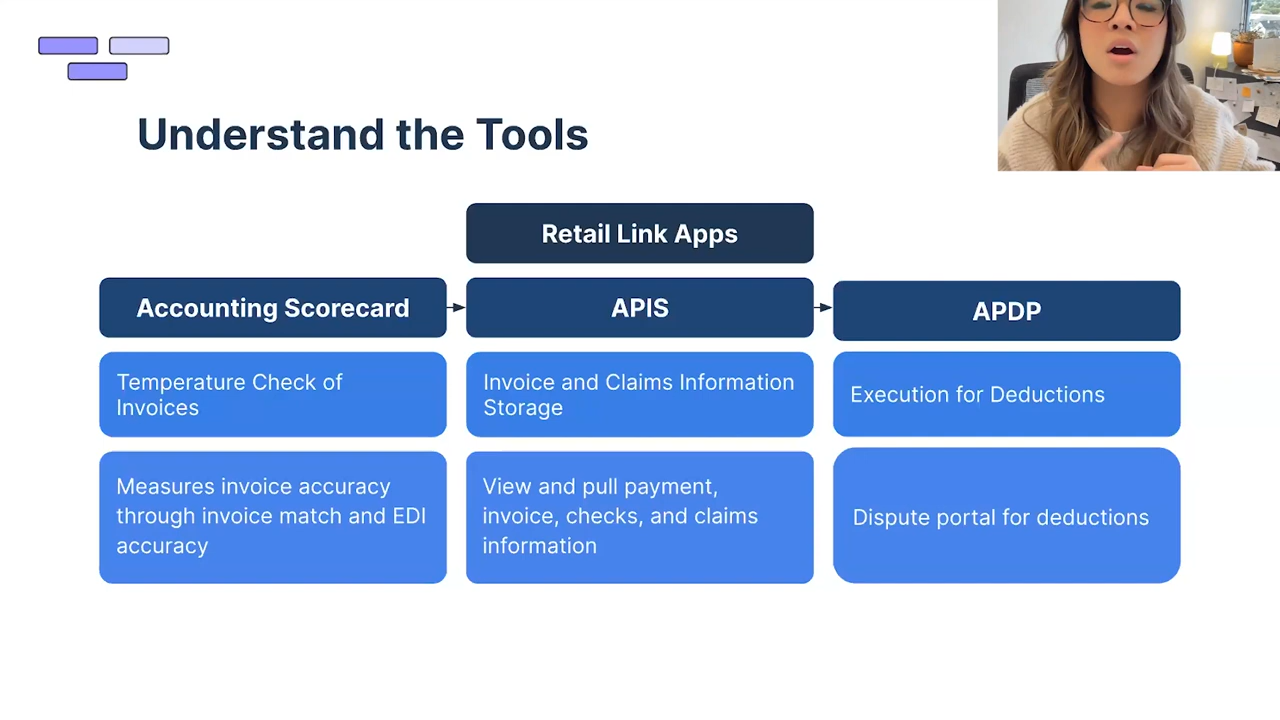 Understand the Tools
Retail Link Apps
Accounting Scorecard
APIS
APDP
Temperature Check of
Invoices
Invoice and Claims Information
Storage
Execution for Deductions
Measures invoice accuracy
through invoice match and EDI
accuracy
View and pull payment,
invoice, checks, and claims
information
Dispute portal for deductions